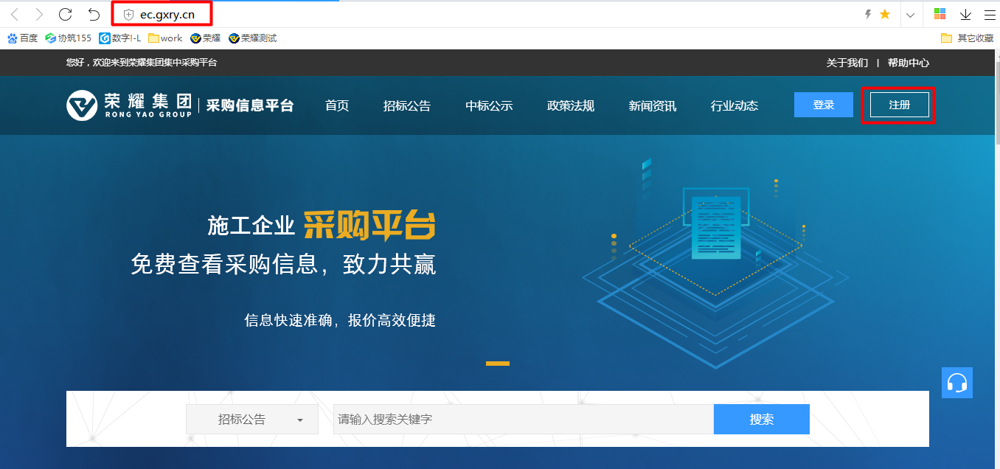 ec.gxry.cn
百度 协筑155 数字!-L work 荣耀 荣耀测试 其它收藏
您好，欢迎来到荣耀集团集中采购平台 关于我们 | 帮助中心
荣耀集团 RONG YAO GROUP 采购信息平台 首页 招标公告 中标公示 政策法规 新闻资讯 行业动态 登录 注册
施工企业 采购平台
免费查看采购信息，致力共赢
信息快速准确，报价高效便捷
招标公告 请输入搜索关键字 搜索